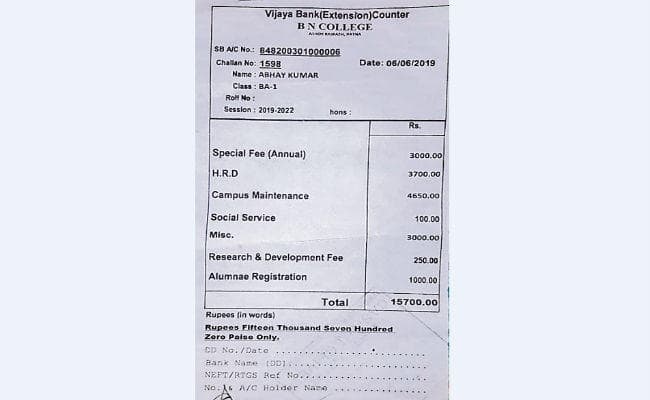 Vijaya Bank(Extension)Counter
B N COLLEGE
SB A/C No.: 848200301000006
Challan No: 1598 Date: 06/06/2019
Name : ABHAY KUMAR
Class : BA-1
Roll No :
Session : 2019-2022 hons :
Rs.
Special Fee (Annual) 3000.00
H.R.D 3700.00
Campus Maintenance 4650.00
Social Service 100.00
Misc. 3000.00
Research & Development Fee 250.00
Alumnae Registration 1000.00
Total 15700.00
Rupees (in words)
Rupees Fifteen Thousand Seven Hundred
Zero Paise Only.
CD No./Date ......................
Bank Name (DD)....................
NEFT/RTGS Ref No..................
No. & A/C Holder Name ..............